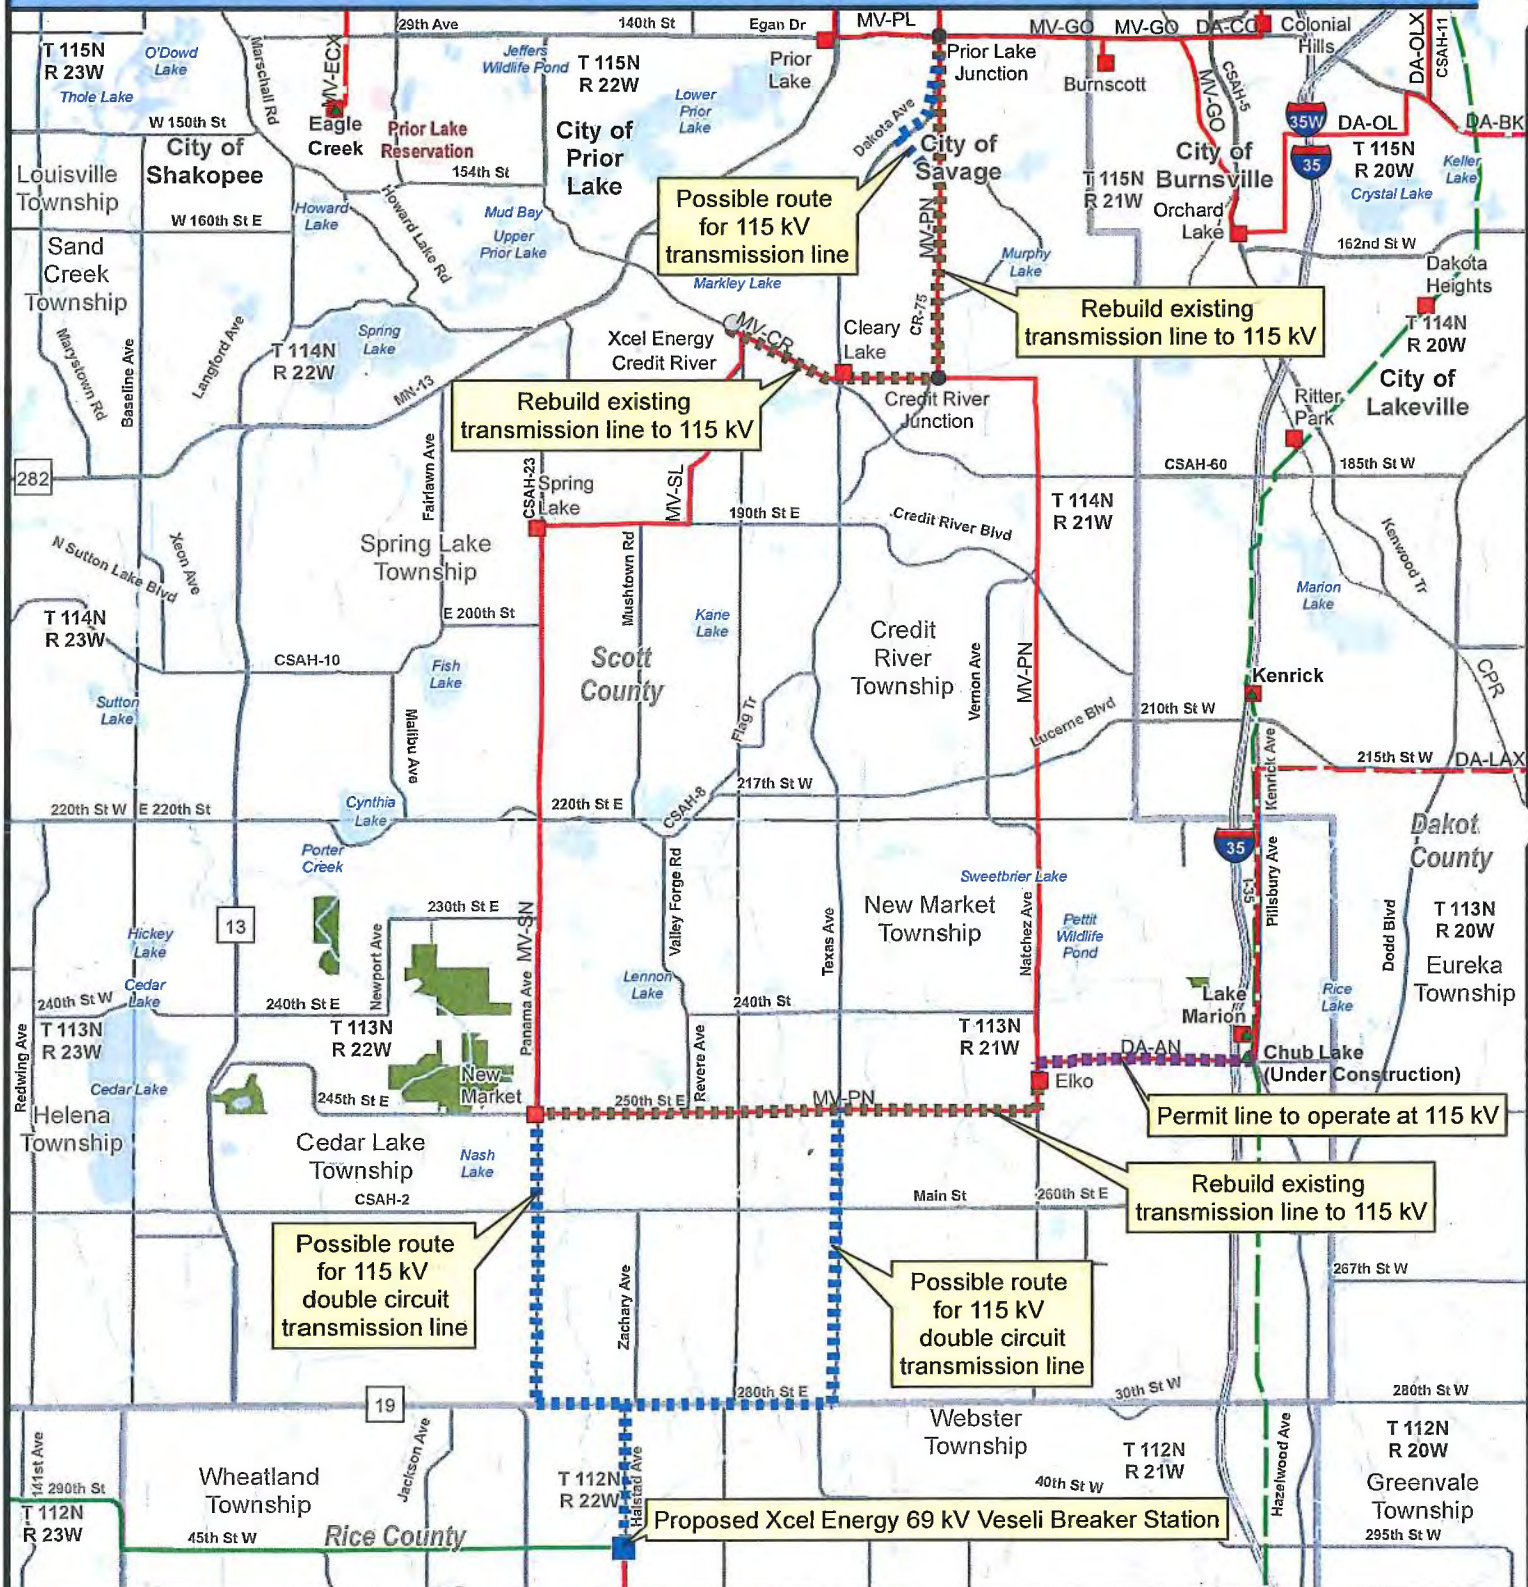 29th Ave
140th St
Egan Dr
MV-PL
MV-GO
MV-GO
DA-CO
Colonial
Hills
DA-OLX
CSAH-11
T 115N
R 23W
O'Dowd
Lake
Thole Lake
Marschall Rd
MV-ECX
Jeffers
Wildlife Pond
T 115N
R 22W
Prior
Lake
Prior Lake
Junction
Burnscott
MV-GO
CSAH-5
Lower
Prior
Lake
Eagle
Creek
Prior Lake
Reservation
W 150th St
City of
Shakopee
City of
Prior
Lake
Dakota Ave
City of
Savage
35W
35
DA-OL
DA-BK
T 115N
R 20W
Keller
Lake
Crystal Lake
City of
Burnsville
T 115N
R 21W
Orchard
Lake
Louisville
Township
154th St
Howard Lake Rd
W 160th St E
Howard
Lake
Mud Bay
Upper
Prior Lake
Possible route
for 115 kV
transmission line
MV-PN
Murphy
Lake
162nd St W
Dakota
Heights
Sand
Creek
Township
Markley Lake
Rebuild existing
transmission line to 115 kV
T 114N
R 20W
Marystown Rd
Baseline Ave
Langford Ave
Spring
Lake
T 114N
R 22W
MN-13
Xcel Energy
Credit River
MV-CR
Cleary
Lake
CR-75
Credit River
Junction
City of
Lakeville
Ritter
Park
Rebuild existing
transmission line to 115 kV
282
Fairlawn Ave
CSAH-23
Spring
Lake
MV-SL
CSAH-60
185th St W
190th St E
Credit River Blvd
T 114N
R 21W
Kenwood Tr
N Sutton Lake Blvd
Xeon Ave
Spring Lake
Township
Mushtown Rd
Marion
Lake
T 114N
R 23W
E 200th St
Kane
Lake
Credit
River
Township
Scott
County
CSAH-10
Fish
Lake
Sutton
Lake
Malibu Ave
Flag Tr
Vernon Ave
MV-PN
Lucerne Blvd
Kenrick
CPR
210th St W
Kenrick Ave
215th St W
DA-LAX
217th St W
220th St W
E 220th St
Cynthia
Lake
220th St E
CSAH-8
35
I-35
Pillsbury Ave
Dakot
County
Porter
Creek
Sweetbrier Lake
Valley Forge Rd
230th St E
MV-SN
New Market
Township
Natchez Ave
Pettit
Wildlife
Pond
T 113N
R 20W
Dodd Blvd
Eureka
Township
13
Hickey
Lake
Newport Ave
Panama Ave
Lennon
Lake
Texas Ave
Cedar
Lake
240th St W
240th St E
240th St
Rice
Lake
Lake
Marion
T 113N
R 23W
T 113N
R 22W
T 113N
R 21W
Redwing Ave
Revere Ave
DA-AN
Chub Lake
(Under Construction)
Elko
Cedar Lake
New
Market
245th St E
250th St E
MV-PN
Permit line to operate at 115 kV
Helena
Township
Cedar Lake
Township
Nash
Lake
Rebuild existing
transmission line to 115 kV
CSAH-2
Main St
260th St E
Possible route
for 115 kV
double circuit
transmission line
Zachary Ave
Possible route
for 115 kV
double circuit
transmission line
267th St W
19
280th St E
30th St W
280th St W
141st Ave
Jackson Ave
Webster
Township
T 112N
R 21W
T 112N
R 20W
Wheatland
Township
T 112N
R 22W
Halstad Ave
40th St W
Hazelwood Ave
Greenvale
Township
290th St
T 112N
R 23W
45th St W
Rice County
Proposed Xcel Energy 69 kV Veseli Breaker Station
295th St W